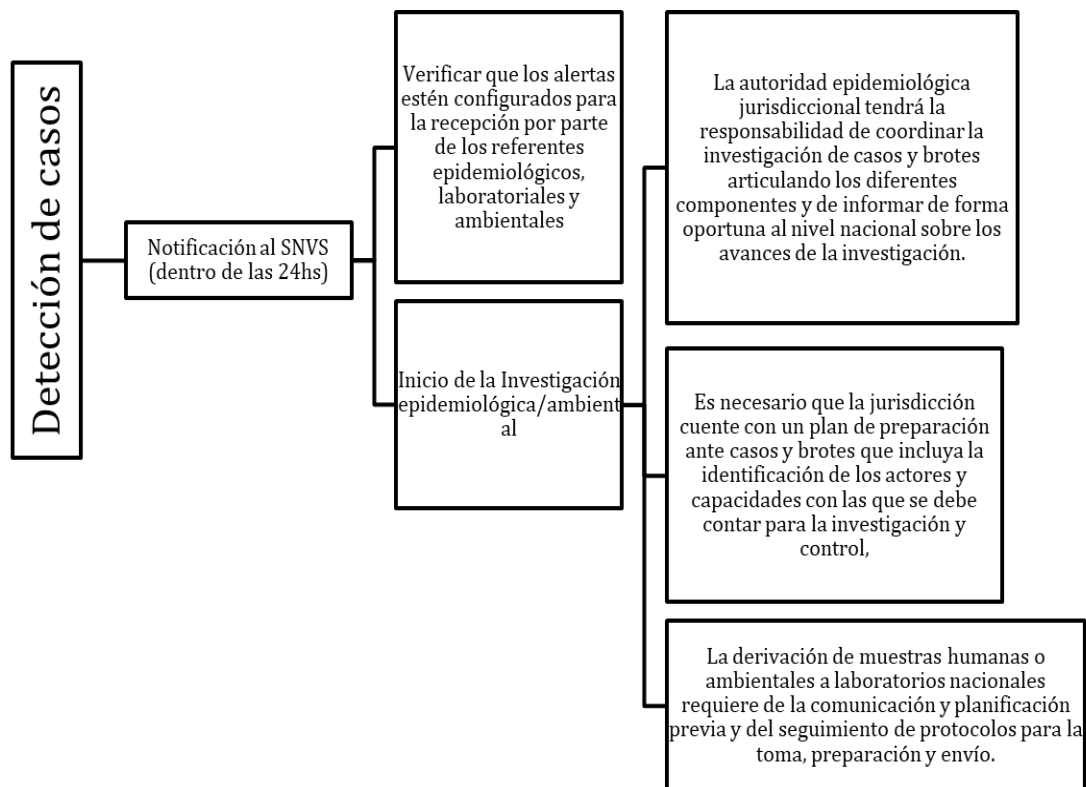 Detección de casos
Notificación al SNVS
(dentro de las 24hs)
Verificar que los alertas
estén configurados para
la recepción por parte
de los referentes
epidemiológicos,
laboratoriales y
ambientales
Inicio de la Investigación
epidemiológica/ambient
al
La autoridad epidemiológica
jurisdiccional tendrá la
responsabilidad de coordinar la
investigación de casos y brotes
articulando los diferentes
componentes y de informar de forma
oportuna al nivel nacional sobre los
avances de la investigación.
Es necesario que la jurisdicción
cuente con un plan de preparación
ante casos y brotes que incluya la
identificación de los actores y
capacidades con las que se debe
contar para la investigación y
control,
La derivación de muestras humanas o
ambientales a laboratorios nacionales
requiere de la comunicación y planificación
previa y del seguimiento de protocolos para la
toma, preparación y envío.